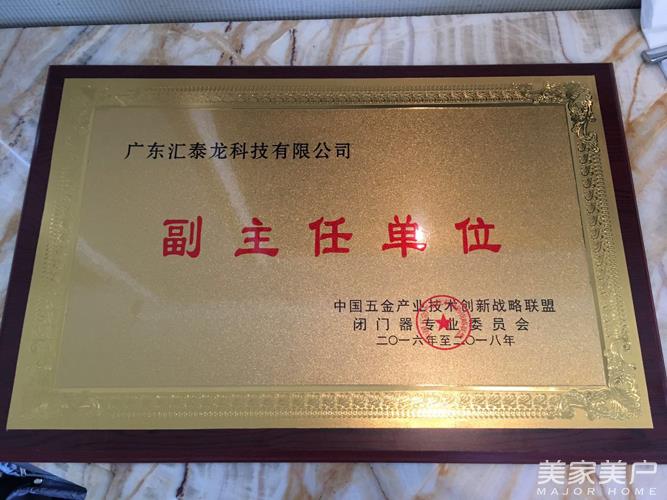 广东汇泰龙科技有限公司
副主任单位
中国五金产业技术创新战略联盟
闭门器专业委员会
二〇一六年至二〇一八年
美家美户
MAJOR HOME